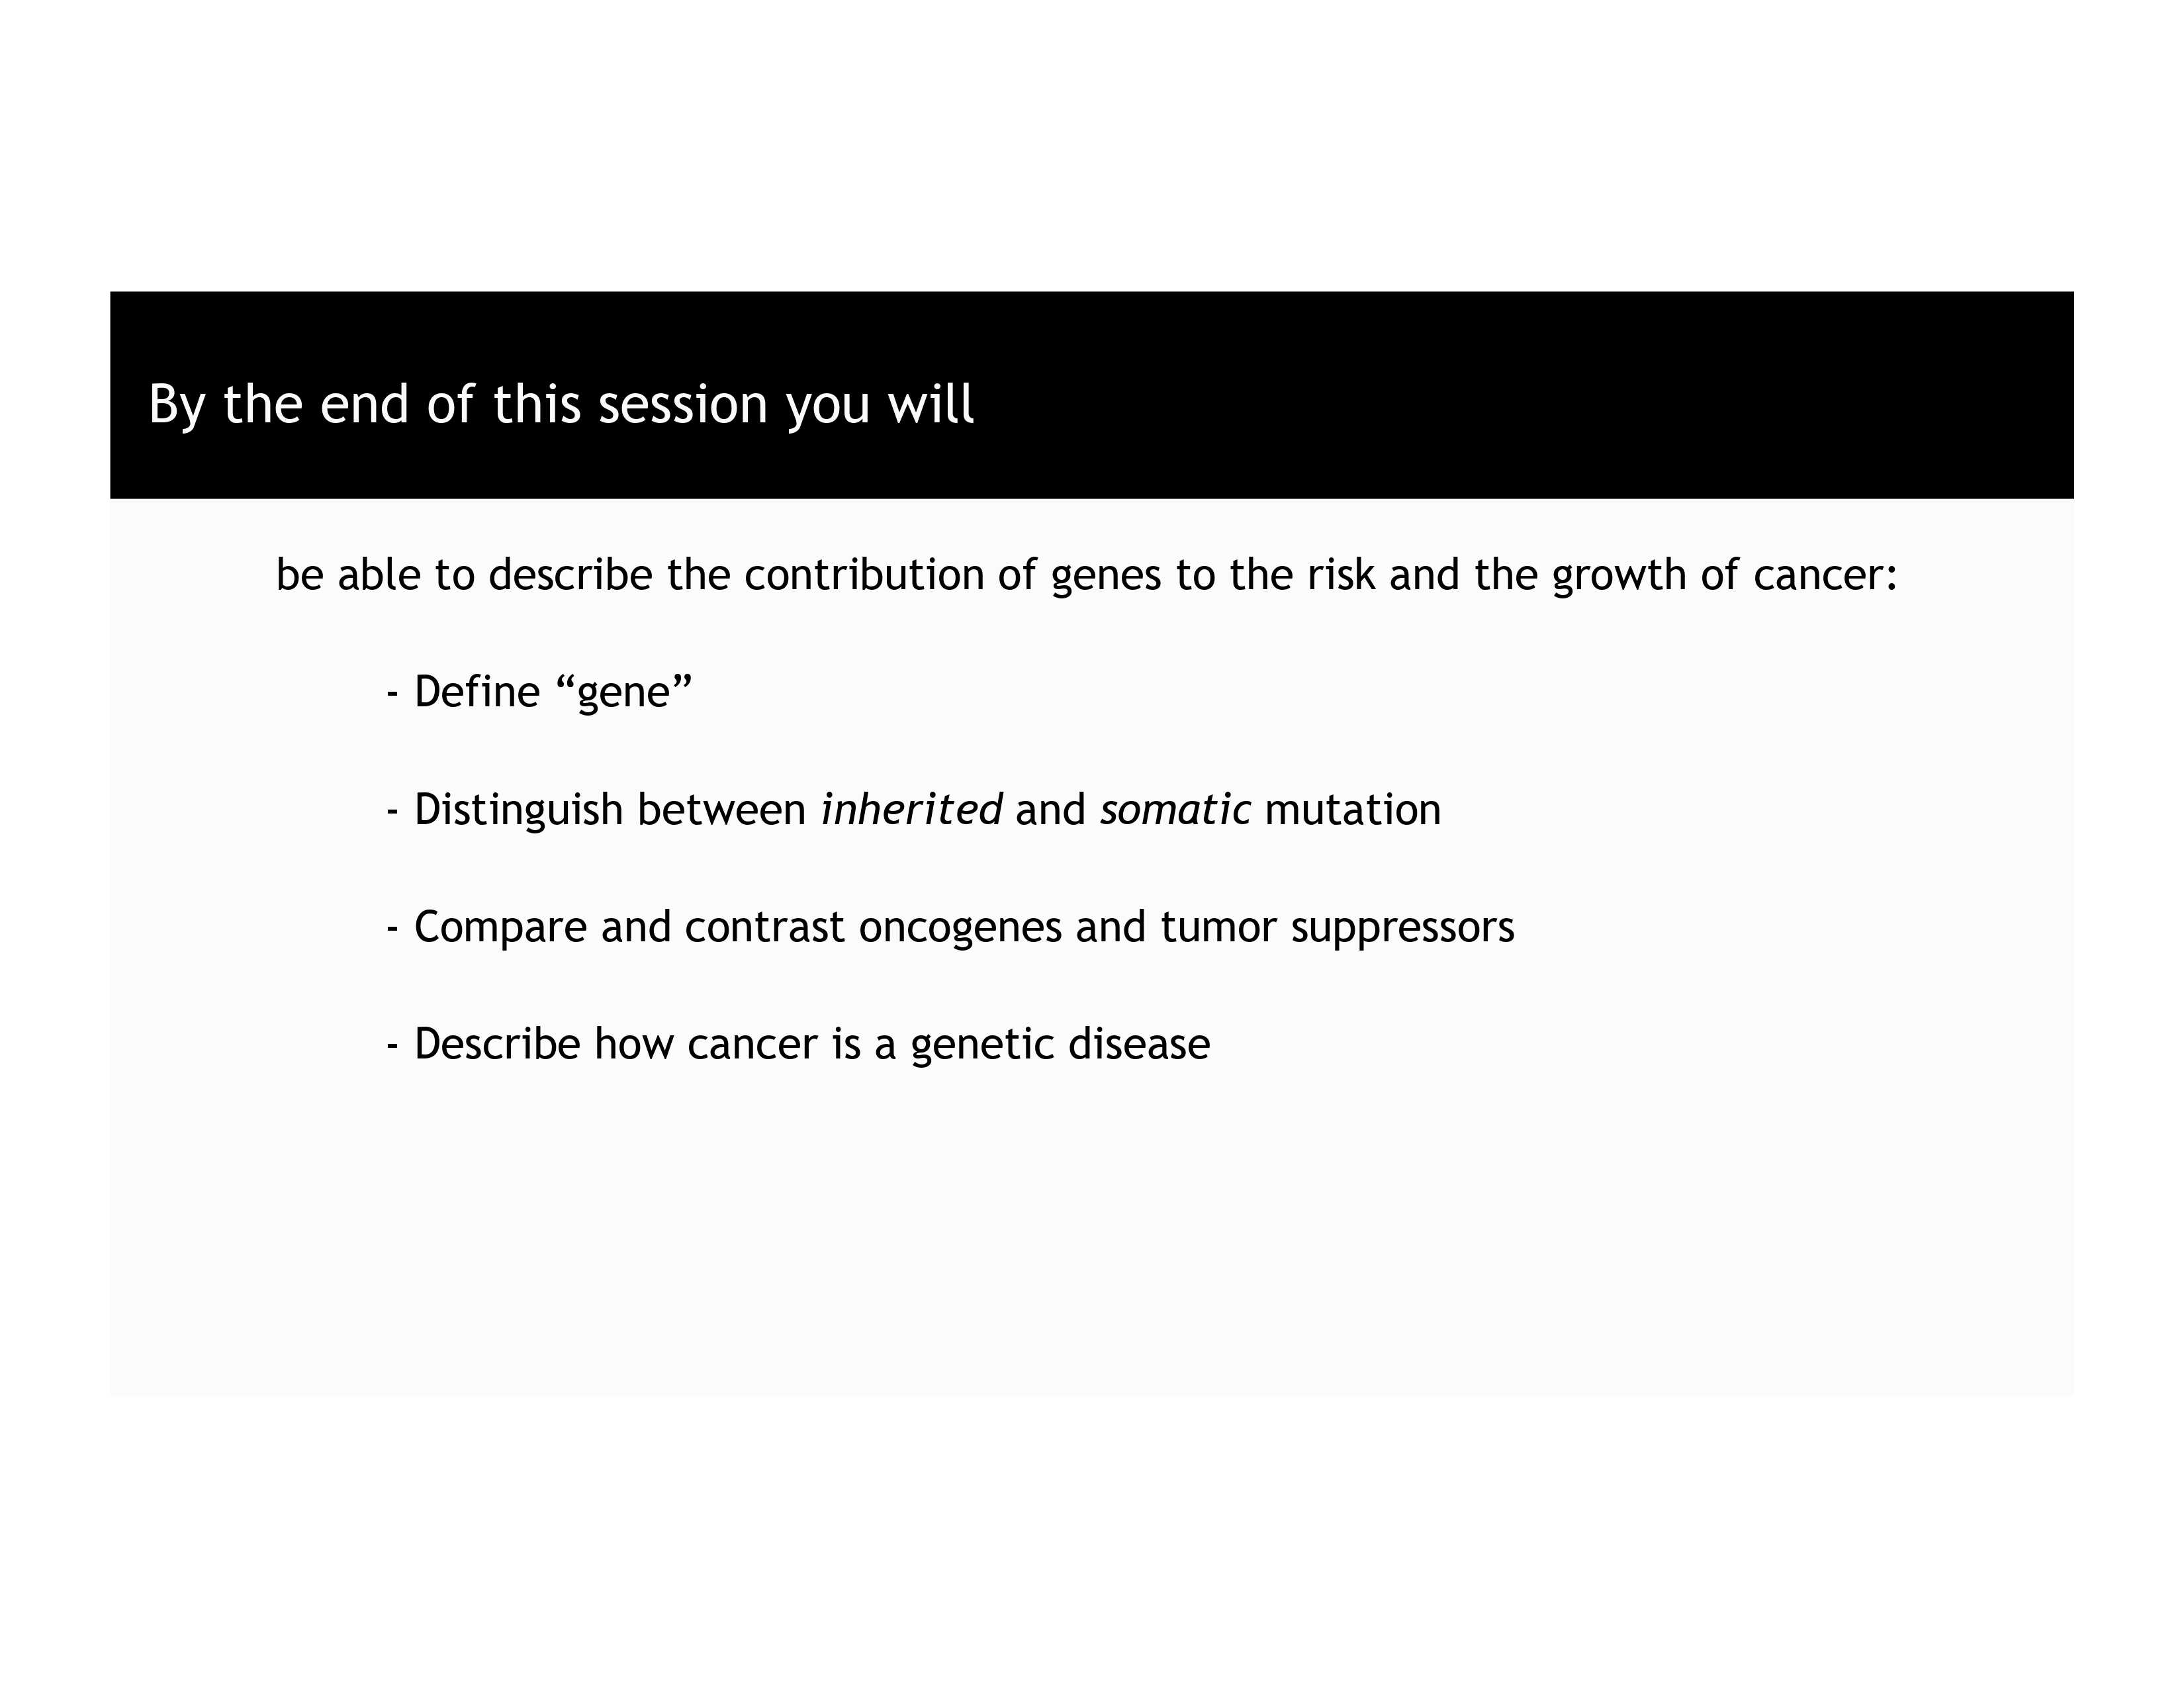 By the end of this session you will
be able to describe the contribution of genes to the risk and the growth of cancer:
- Define “gene”
- Distinguish between inherited and somatic mutation
- Compare and contrast oncogenes and tumor suppressors
- Describe how cancer is a genetic disease